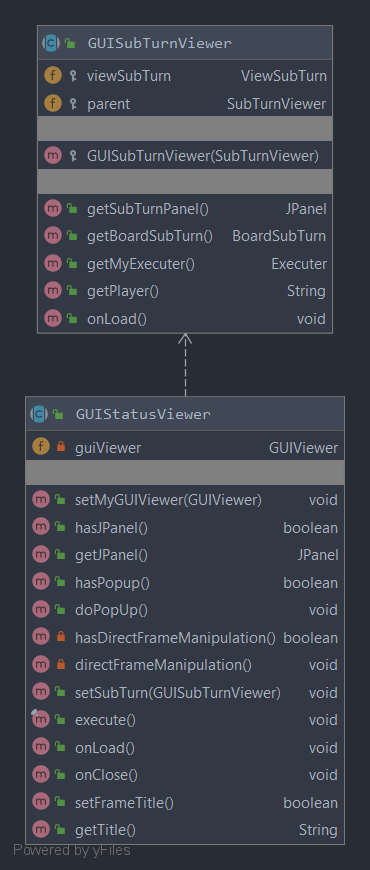 GUISubTurnViewer
viewSubTurn ViewSubTurn
parent SubTurnViewer
GUISubTurnViewer(SubTurnViewer)
getSubTurnPanel() JPanel
getBoardSubTurn() BoardSubTurn
getMyExecuter() Executer
getPlayer() String
onLoad() void
GUIStatusViewer
guiViewer GUIViewer
setMyGUIViewer(GUIViewer) void
hasJPanel() boolean
getJPanel() JPanel
hasPopup() boolean
doPopUp() void
hasDirectFrameManipulation() boolean
directFrameManipulation() void
setSubTurn(GUISubTurnViewer) void
execute() void
onLoad() void
onClose() void
setFrameTitle() boolean
getTitle() String
Powered by yFiles